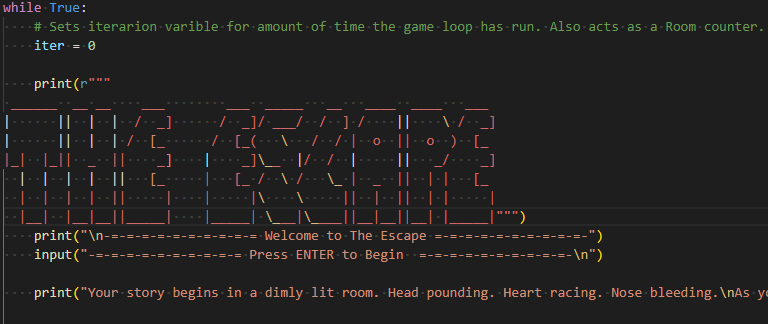 while True:
    # Sets iterarion varible for amount of time the game loop has run. Also acts as a Room counter.
    iter = 0
    print(r"""
 ______  __ __    ___        ___  _____   __   ____  ____   ___
|      ||  |  |  /  _]      /  _]/ ___/  /  ] /    ||    \ /  _]
|      ||  |  | /  [_      /  [_(   \_  /  / |  o  ||  o  )  [_
|_|  |_||  _  ||    _]    |    _]\__  |/  /  |     ||   _/    _]
  |  |  |  |  ||   [_     |   [_ /  \ /   \_ |  _  ||  | |   [_
  |  |  |  |  ||     |    |     |\    \     ||  |  ||  | |     |
  |__|  |__|__||_____|    |_____| \___|\____||__|__||__| |_____|""")
    print("\n-=-=-=-=-=-=-=-=-= Welcome to The Escape =-=-=-=-=-=-=-=-=-")
    input("-=-=-=-=-=-=-=-=-= Press ENTER to Begin  =-=-=-=-=-=-=-=-=-\n")
    print("Your story begins in a dimly lit room. Head pounding. Heart racing. Nose bleeding.\nAs yo